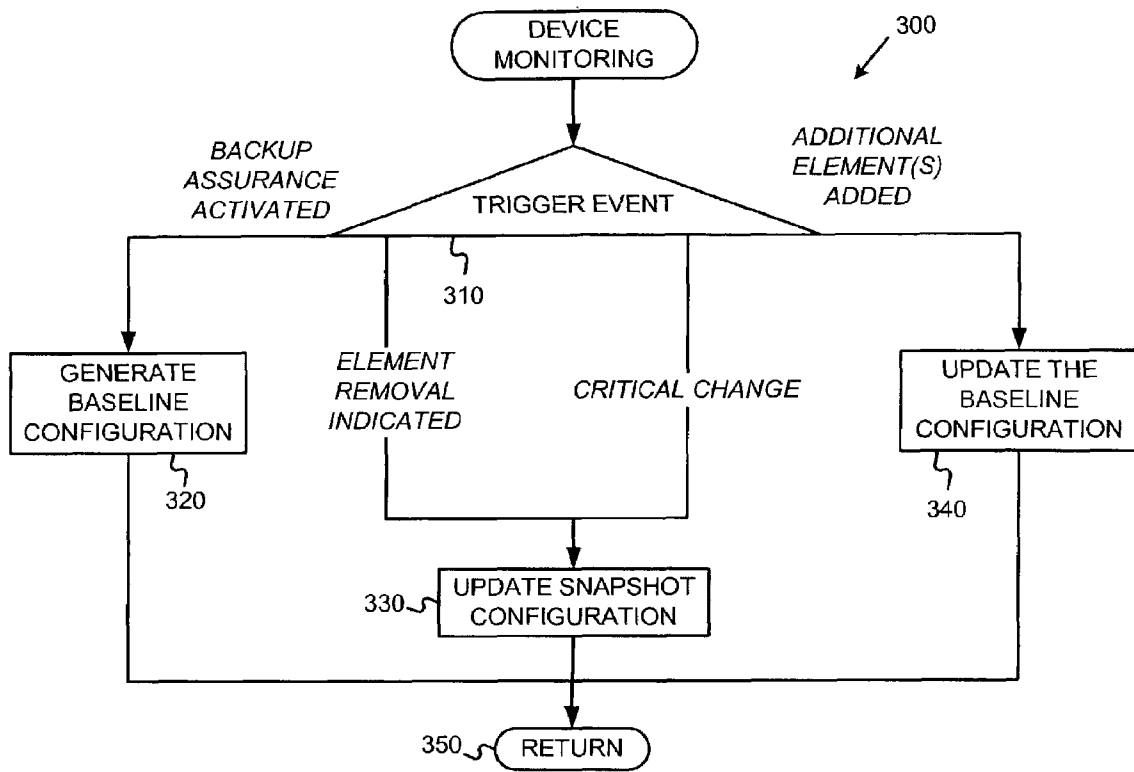 DEVICE
MONITORING
300
BACKUP
ASSURANCE
ACTIVATED
TRIGGER EVENT
ADDITIONAL
ELEMENT(S)
ADDED
310
GENERATE
BASELINE
CONFIGURATION
320
ELEMENT
REMOVAL
INDICATED
CRITICAL CHANGE
UPDATE THE
BASELINE
CONFIGURATION
340
330
UPDATE SNAPSHOT
CONFIGURATION
350
RETURN